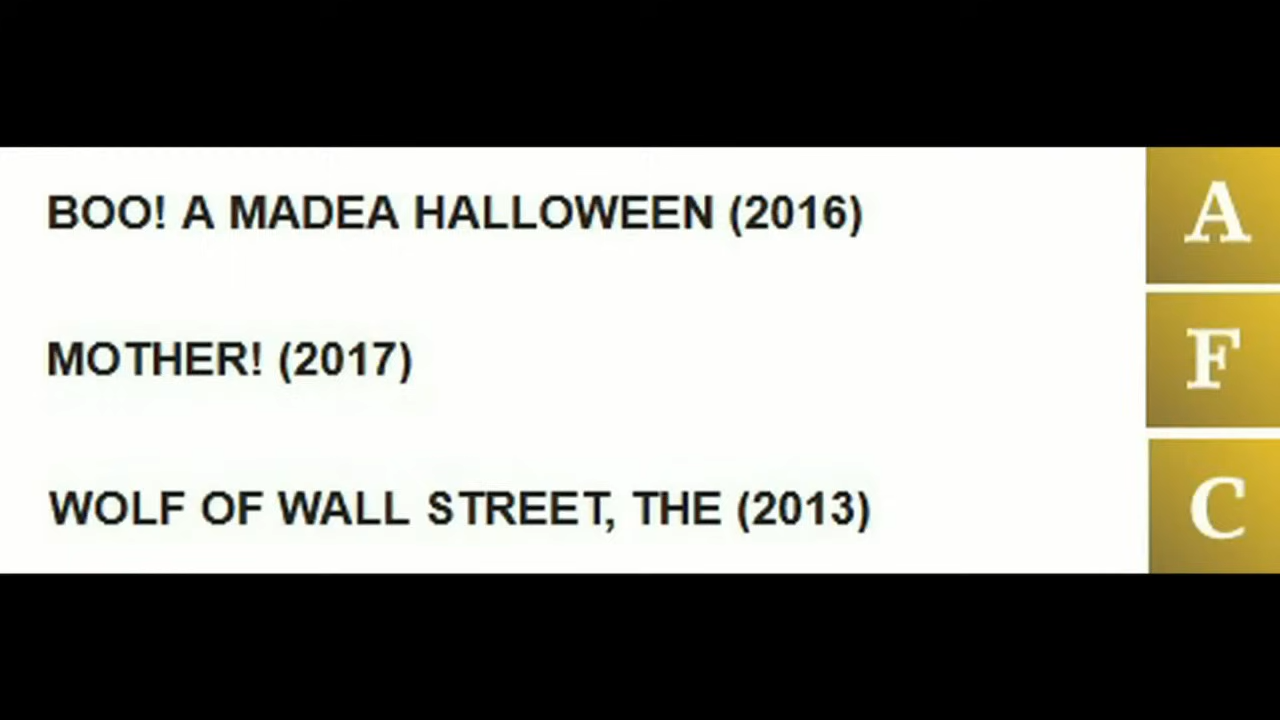 BOO! A MADEA HALLOWEEN (2016) A
MOTHER! (2017) F
WOLF OF WALL STREET, THE (2013) C